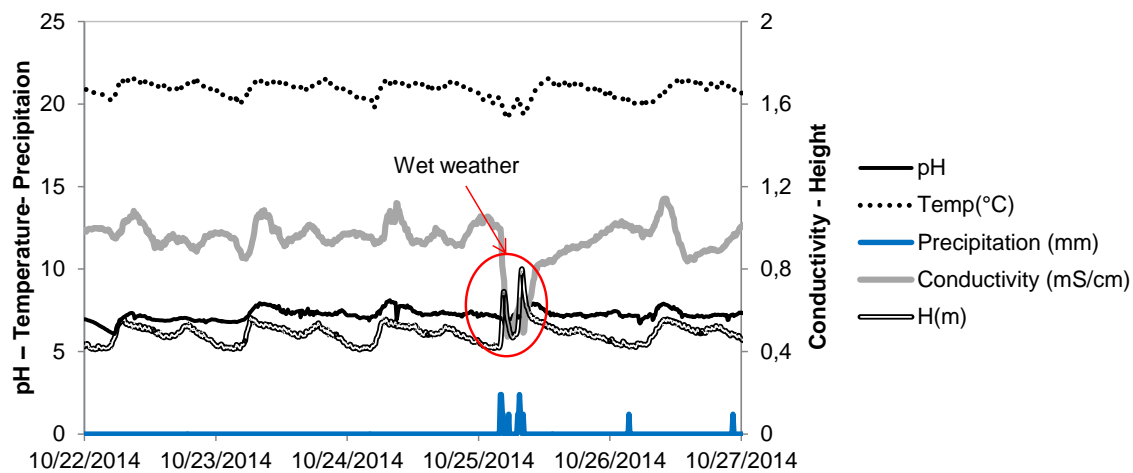 pH – Temperature- Precipitaion
25
20
15
10
5
0
2
1,6
1,2
0,8
0,4
0
Conductivity - Height
Wet weather
10/22/2014 10/23/2014 10/24/2014 10/25/2014 10/26/2014 10/27/2014
pH
Temp(°C)
Precipitation (mm)
Conductivity (mS/cm)
H(m)